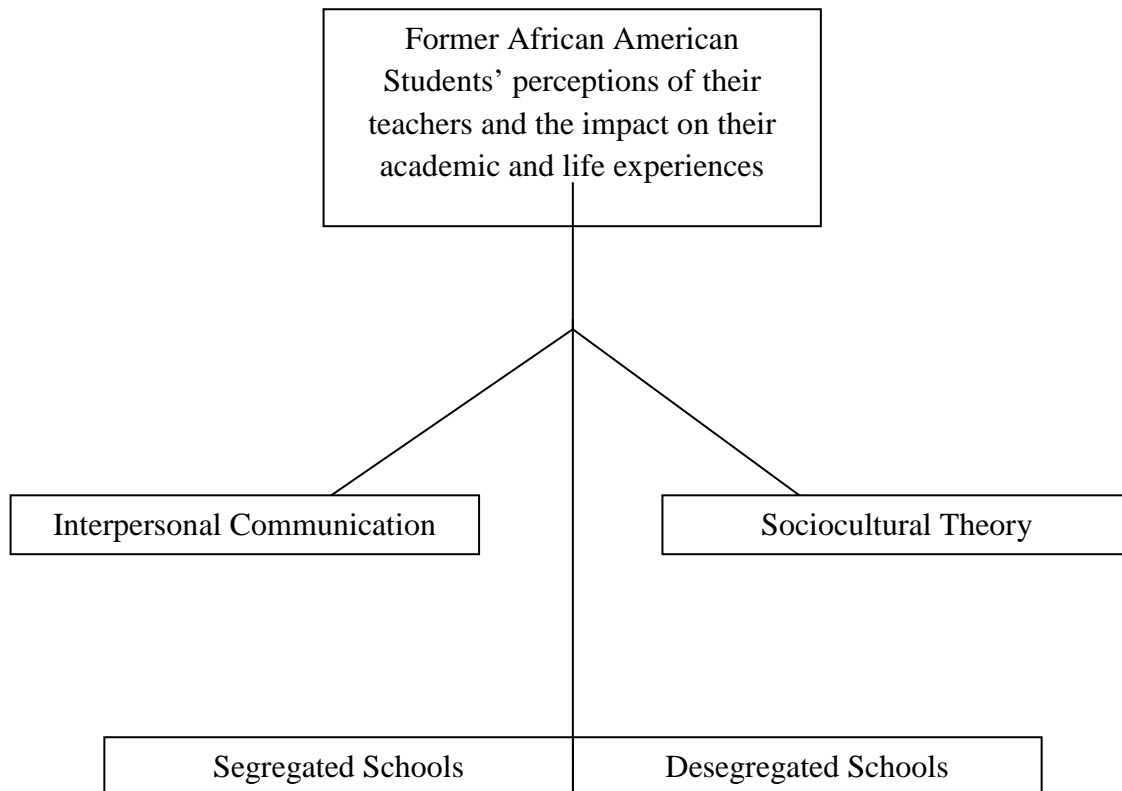 Former African American
Students’ perceptions of their
teachers and the impact on their
academic and life experiences
Interpersonal Communication
Sociocultural Theory
Segregated Schools
Desegregated Schools